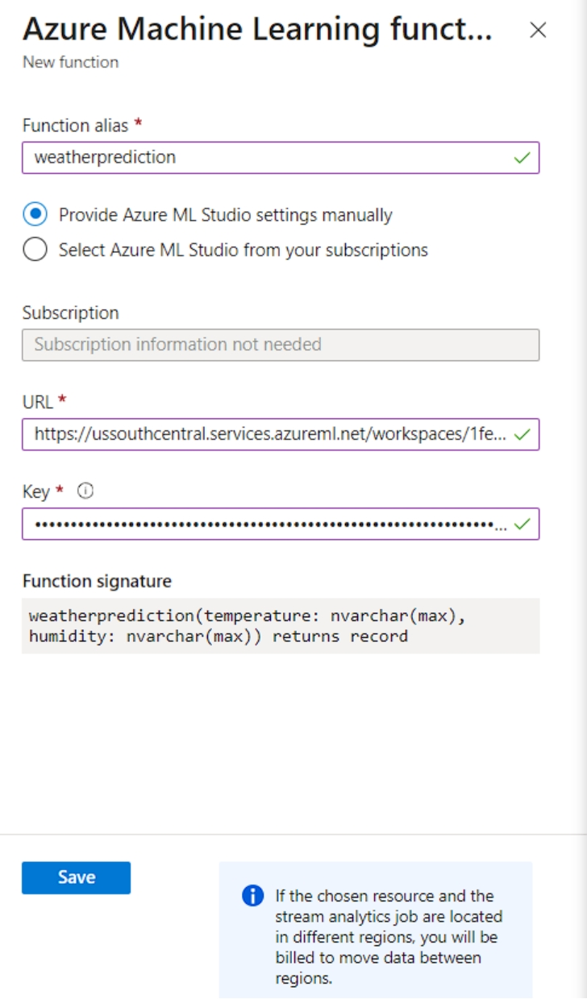 Azure Machine Learning funct...
New function
Function alias *
weatherprediction
Provide Azure ML Studio settings manually
Select Azure ML Studio from your subscriptions
Subscription
Subscription information not needed
URL *
https://ussouthcentral.services.azureml.net/workspaces/1fe...
Key *
Function signature
weatherprediction(temperature: nvarchar(max),
humidity: nvarchar(max)) returns record
Save
If the chosen resource and the
stream analytics job are located
in different regions, you will be
billed to move data between
regions.